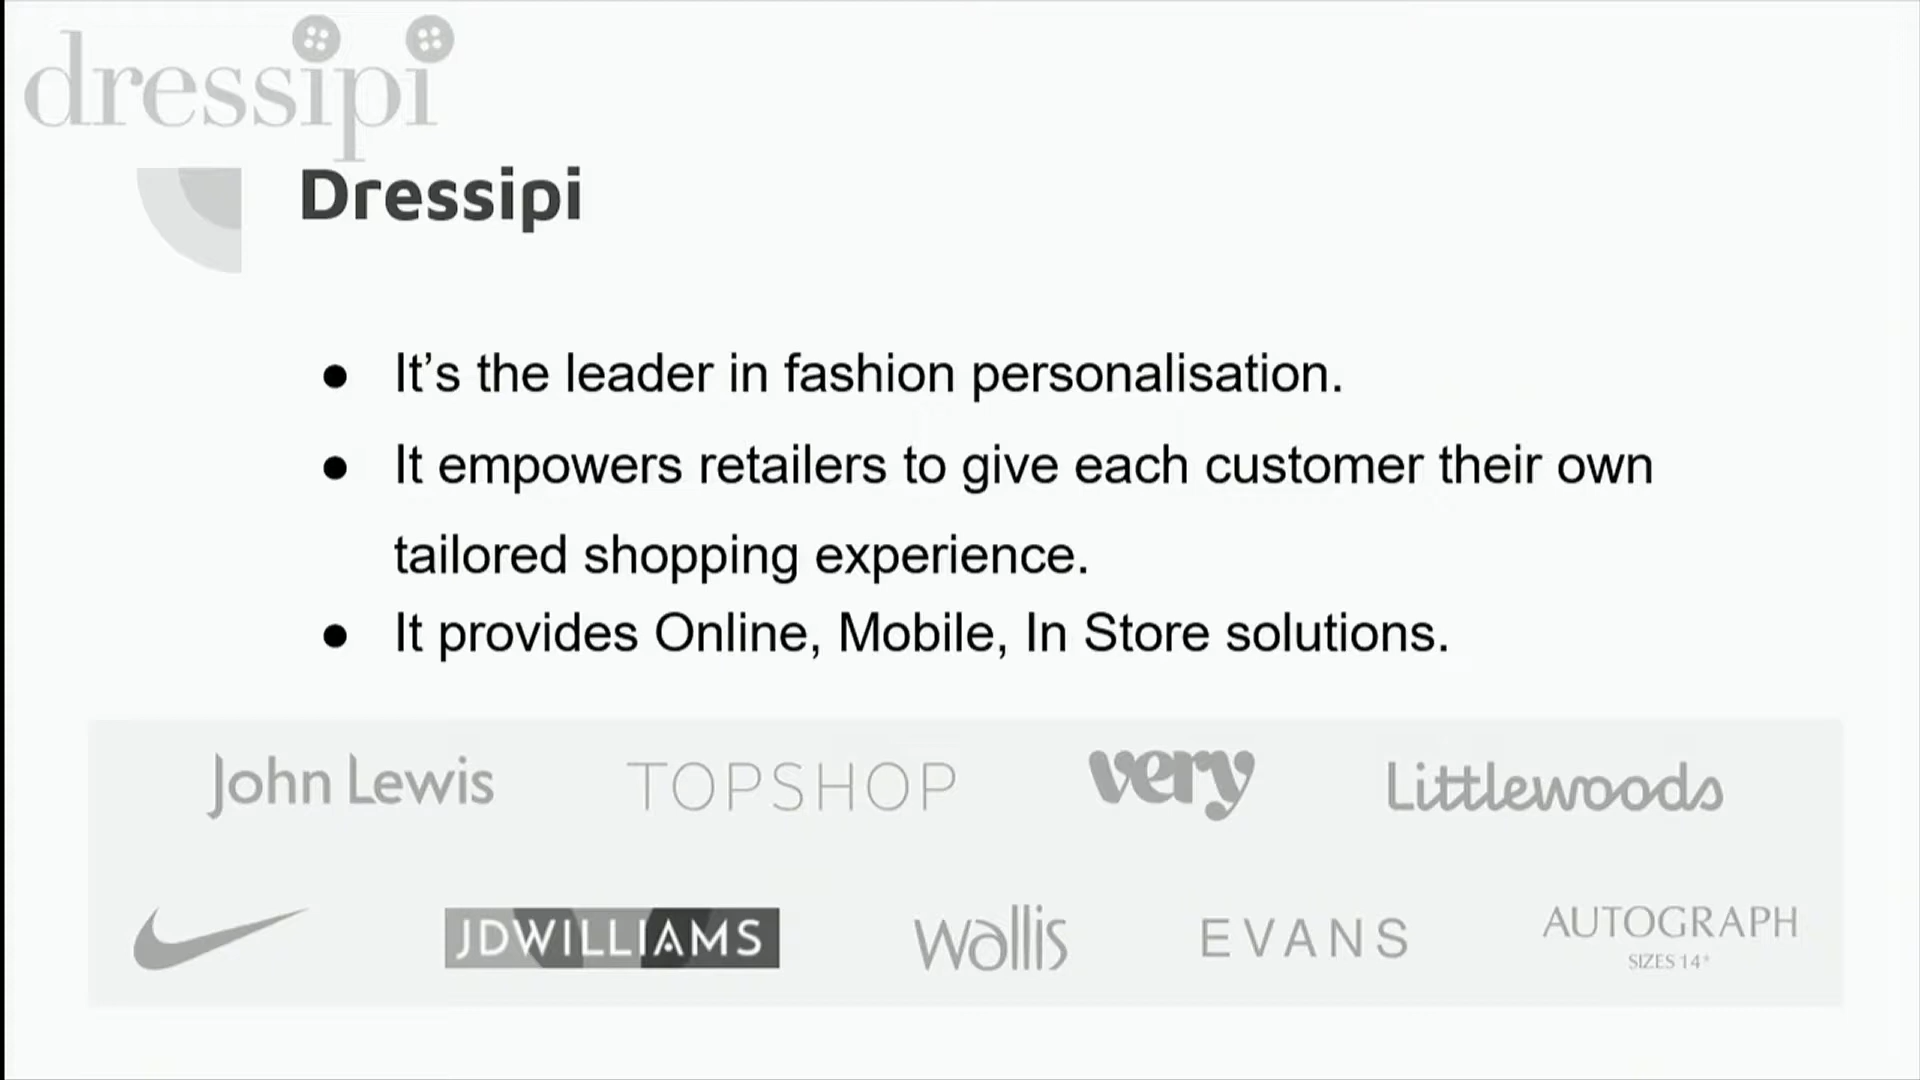 dressipi
Dressipi
● It’s the leader in fashion personalisation.
● It empowers retailers to give each customer their own
tailored shopping experience.
● It provides Online, Mobile, In Store solutions.
John Lewis TOPSHOP very Littlewoods
JDWILLIAMS wallis EVANS AUTOGRAPH
SIZES 14+